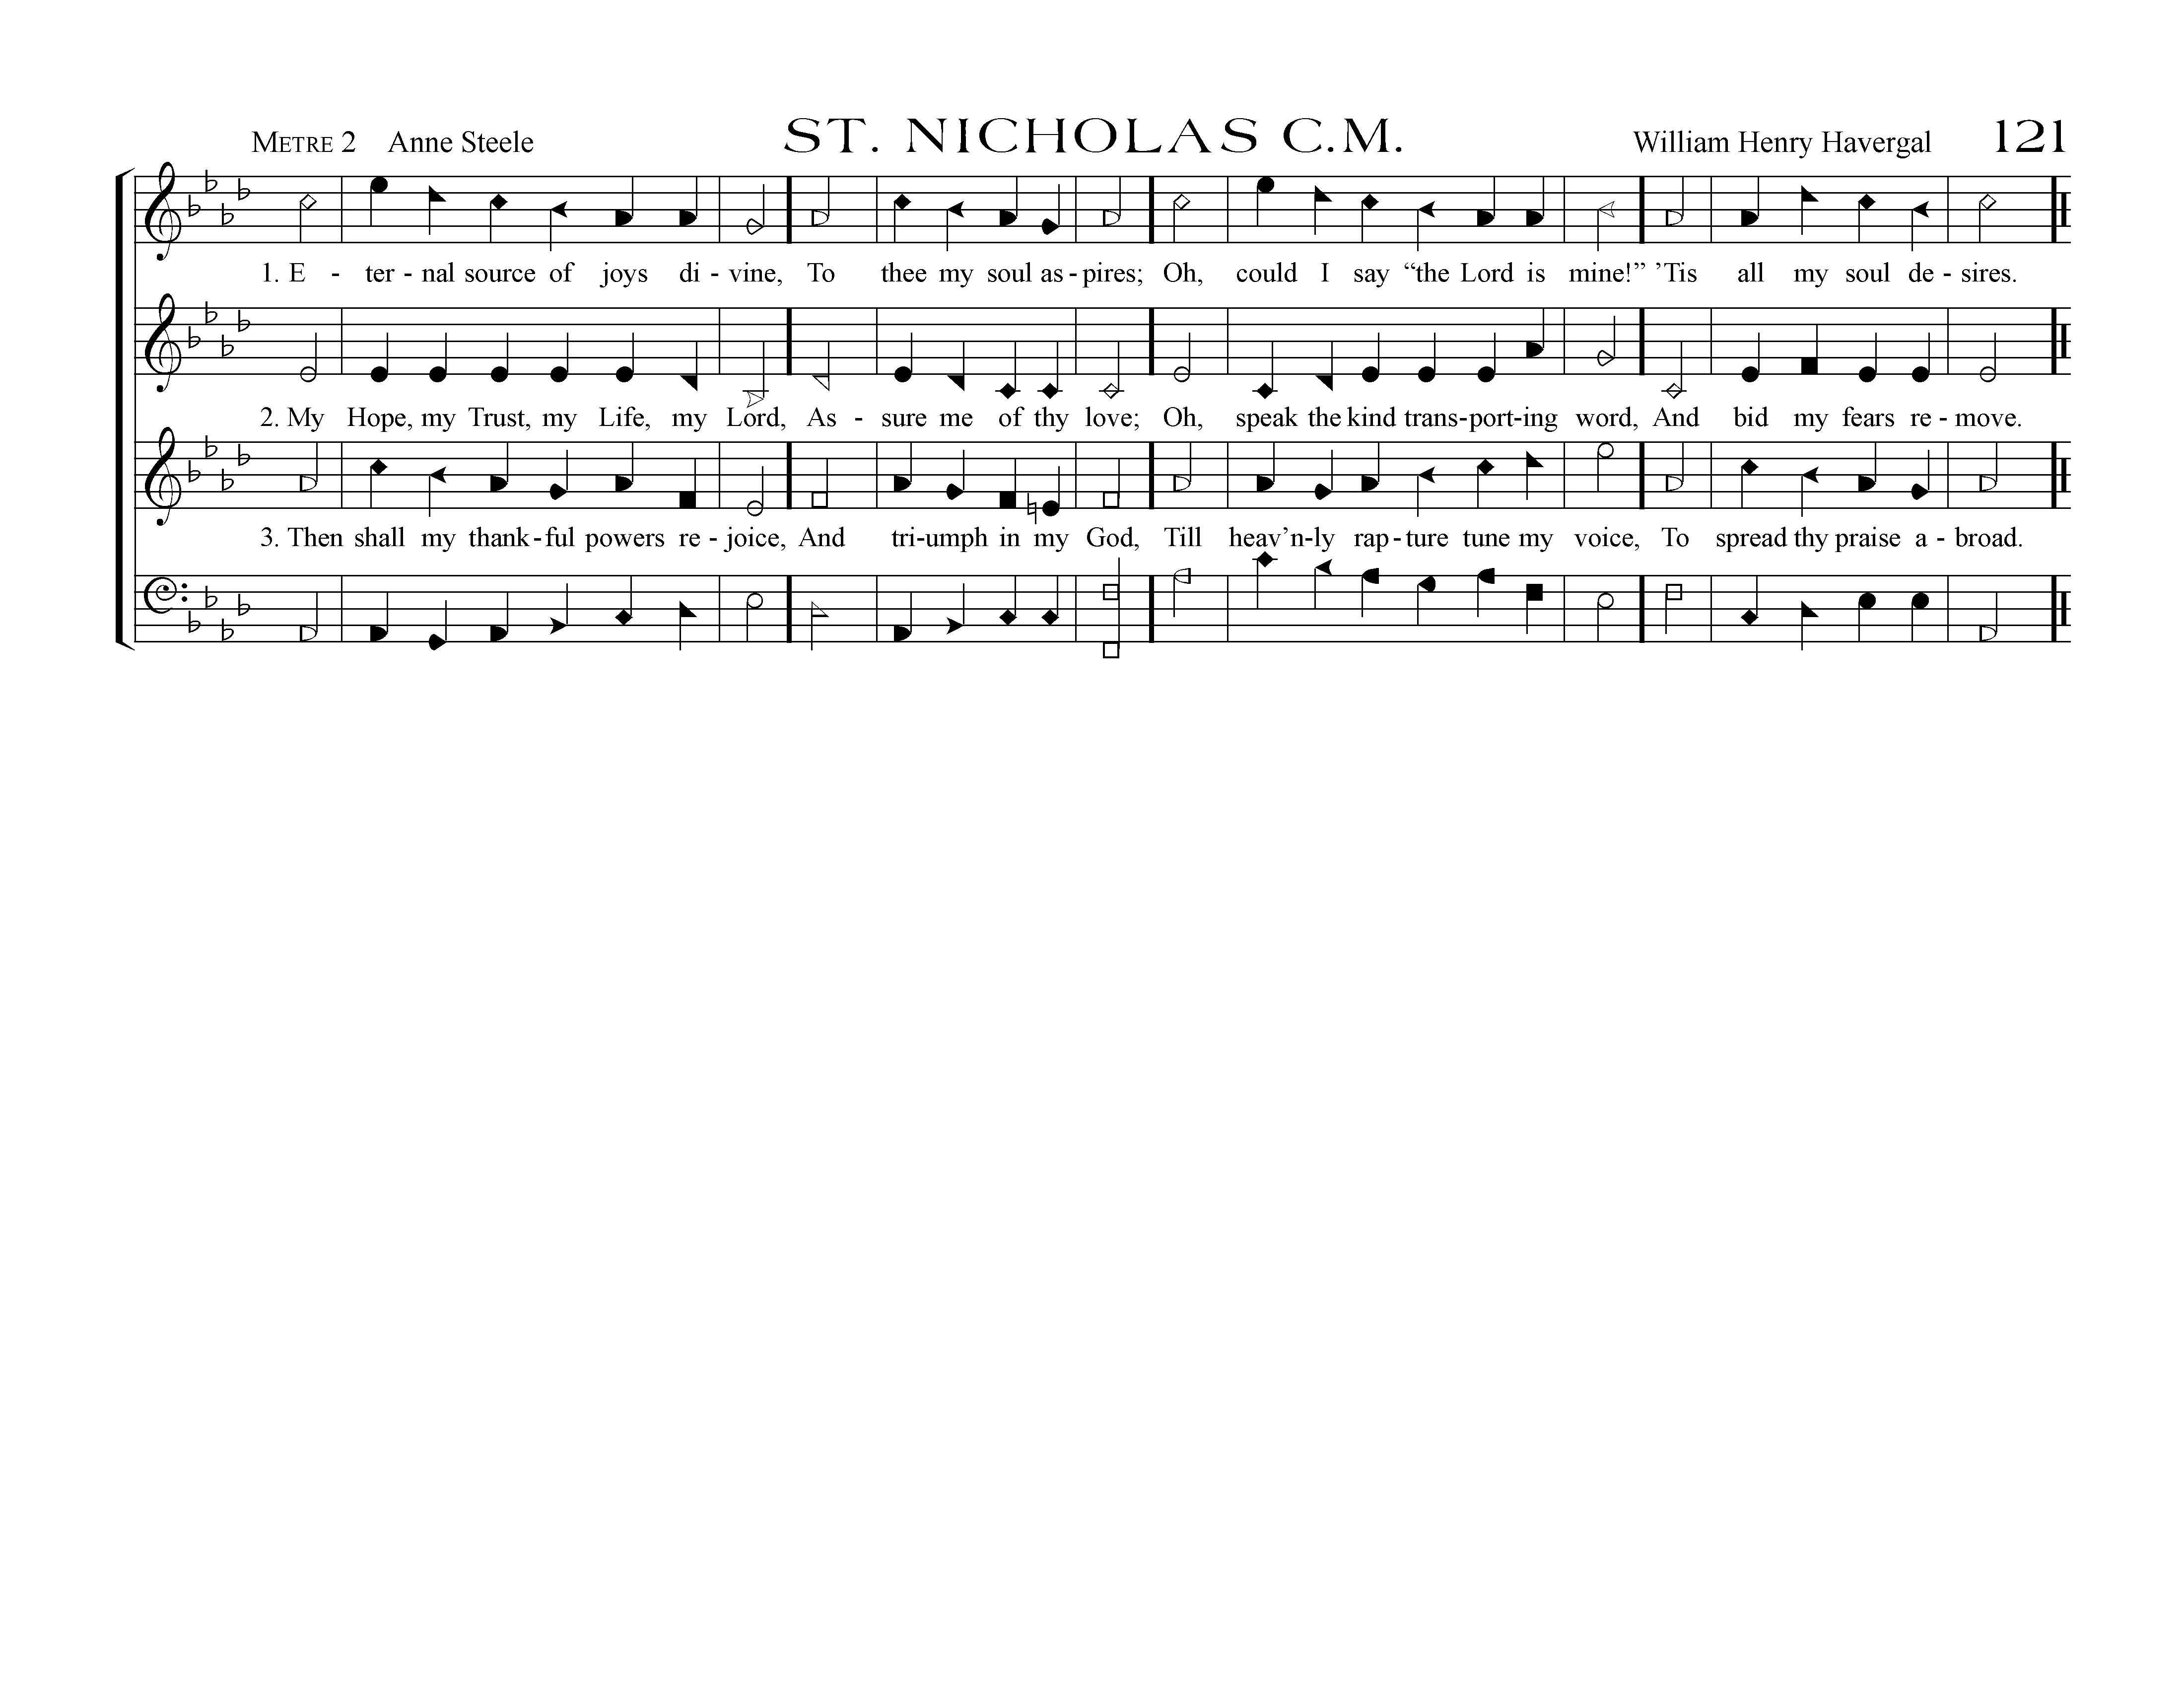 METRE 2 Anne Steele ST. NICHOLAS C.M. William Henry Havergal 121
1. E - ter - nal source of joys di - vine, To thee my soul as - pires; Oh, could I say “the Lord is mine!” ’Tis all my soul de - sires.
2. My Hope, my Trust, my Life, my Lord, As - sure me of thy love; Oh, speak the kind trans-port-ing word, And bid my fears re - move.
3. Then shall my thank-ful powers re - joice, And tri-umph in my God, Till heav’n-ly rap-ture tune my voice, To spread thy praise a - broad.